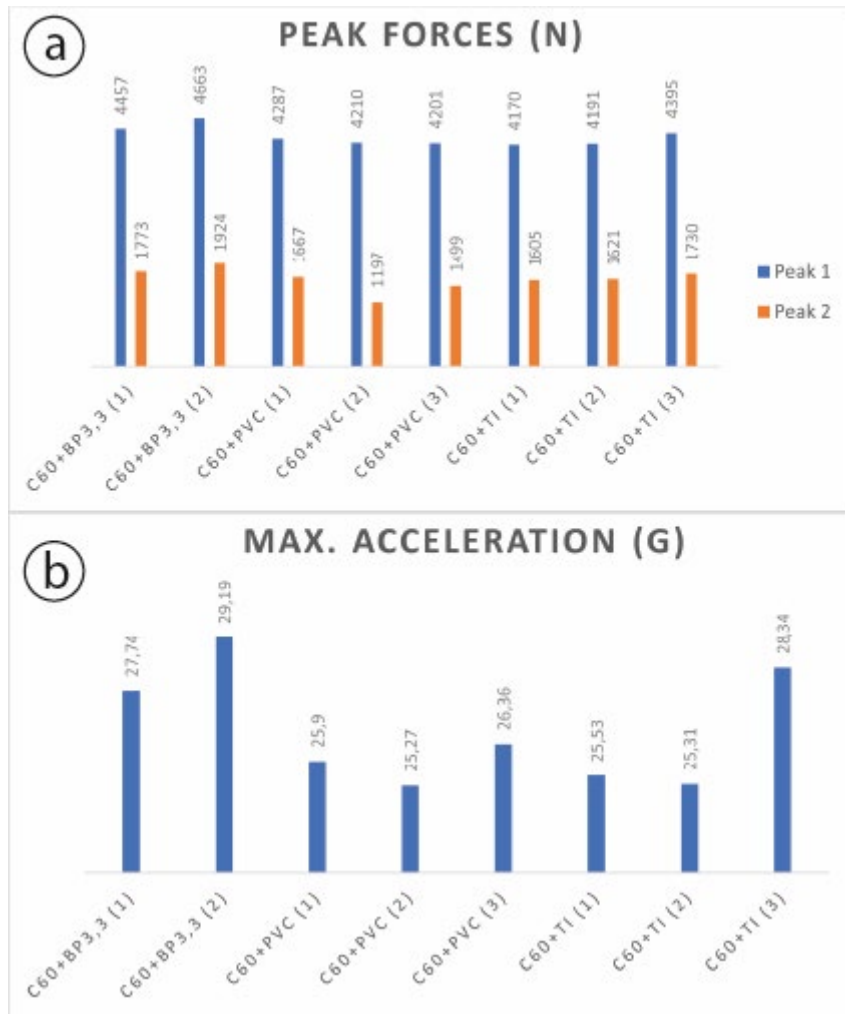 a
PEAK FORCES (N)
4457
1773
4663
1924
4287
1667
4210
1197
4201
1499
4170
1605
4191
1621
4395
1730
Peak 1
Peak 2
C60+BP3,3 (1)
C60+BP3,3 (2)
C60+PVC (1)
C60+PVC (2)
C60+PVC (3)
C60+TI (1)
C60+TI (2)
C60+TI (3)
b
MAX. ACCELERATION (G)
27,74
29,19
25,9
25,27
26,36
25,53
25,31
28,34
C60+BP3,3 (1)
C60+BP3,3 (2)
C60+PVC (1)
C60+PVC (2)
C60+PVC (3)
C60+TI (1)
C60+TI (2)
C60+TI (3)